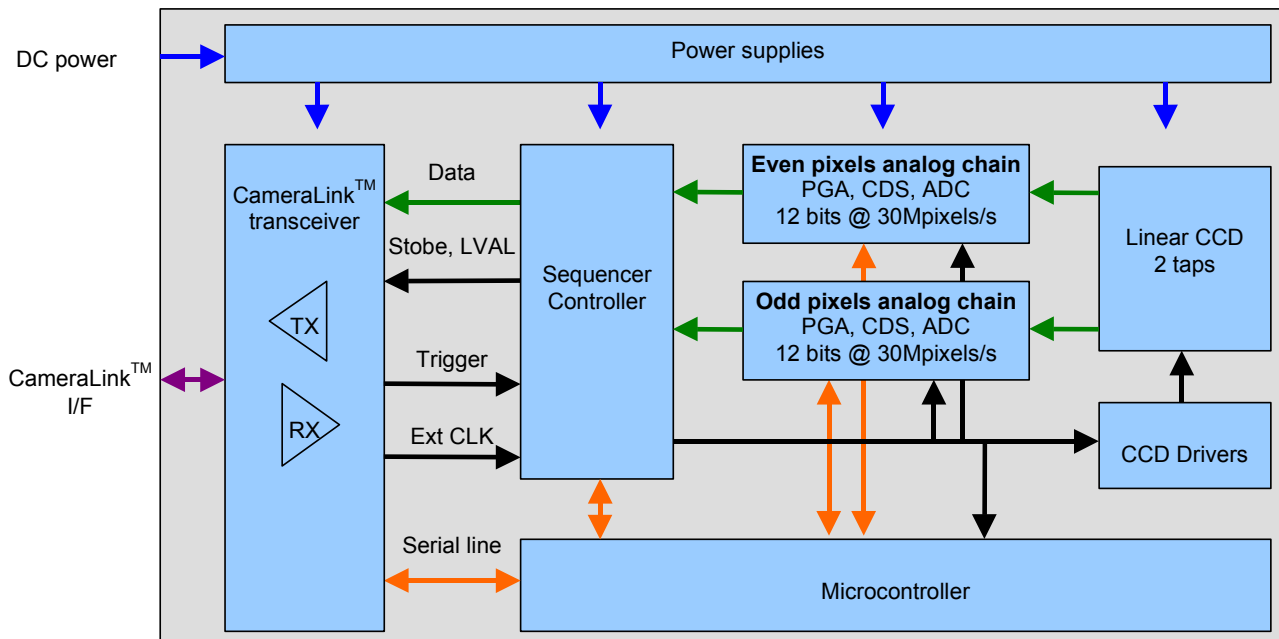 Power supplies
DC power
CameraLink™
transceiver
Data
Stobe, LVAL
TX
Trigger
RX
Ext CLK
Serial line
Sequencer
Controller
Even pixels analog chain
PGA, CDS, ADC
12 bits @ 30Mpixels/s
Odd pixels analog chain
PGA, CDS, ADC
12 bits @ 30Mpixels/s
Linear CCD
2 taps
CCD Drivers
CameraLink™
I/F
Microcontroller